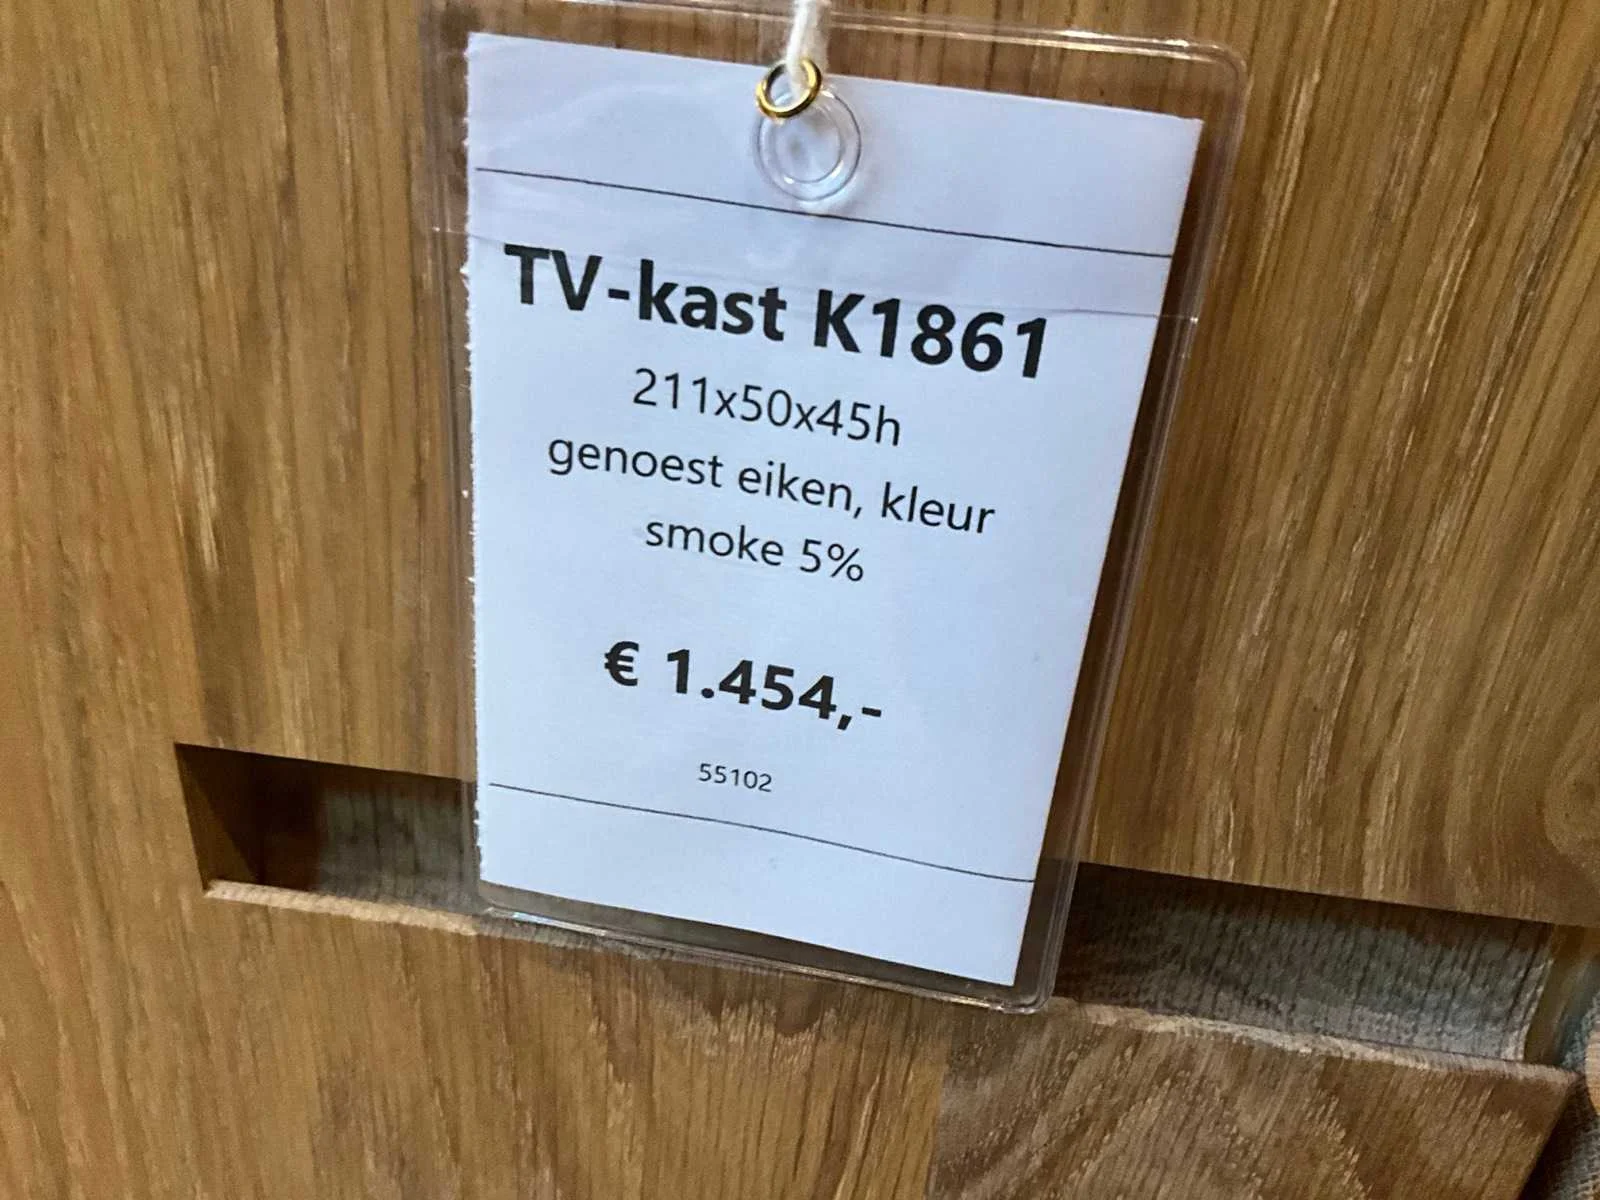 TV-kast K1861
211x50x45h
genoest eiken, kleur
smoke 5%
€ 1.454,-
55102